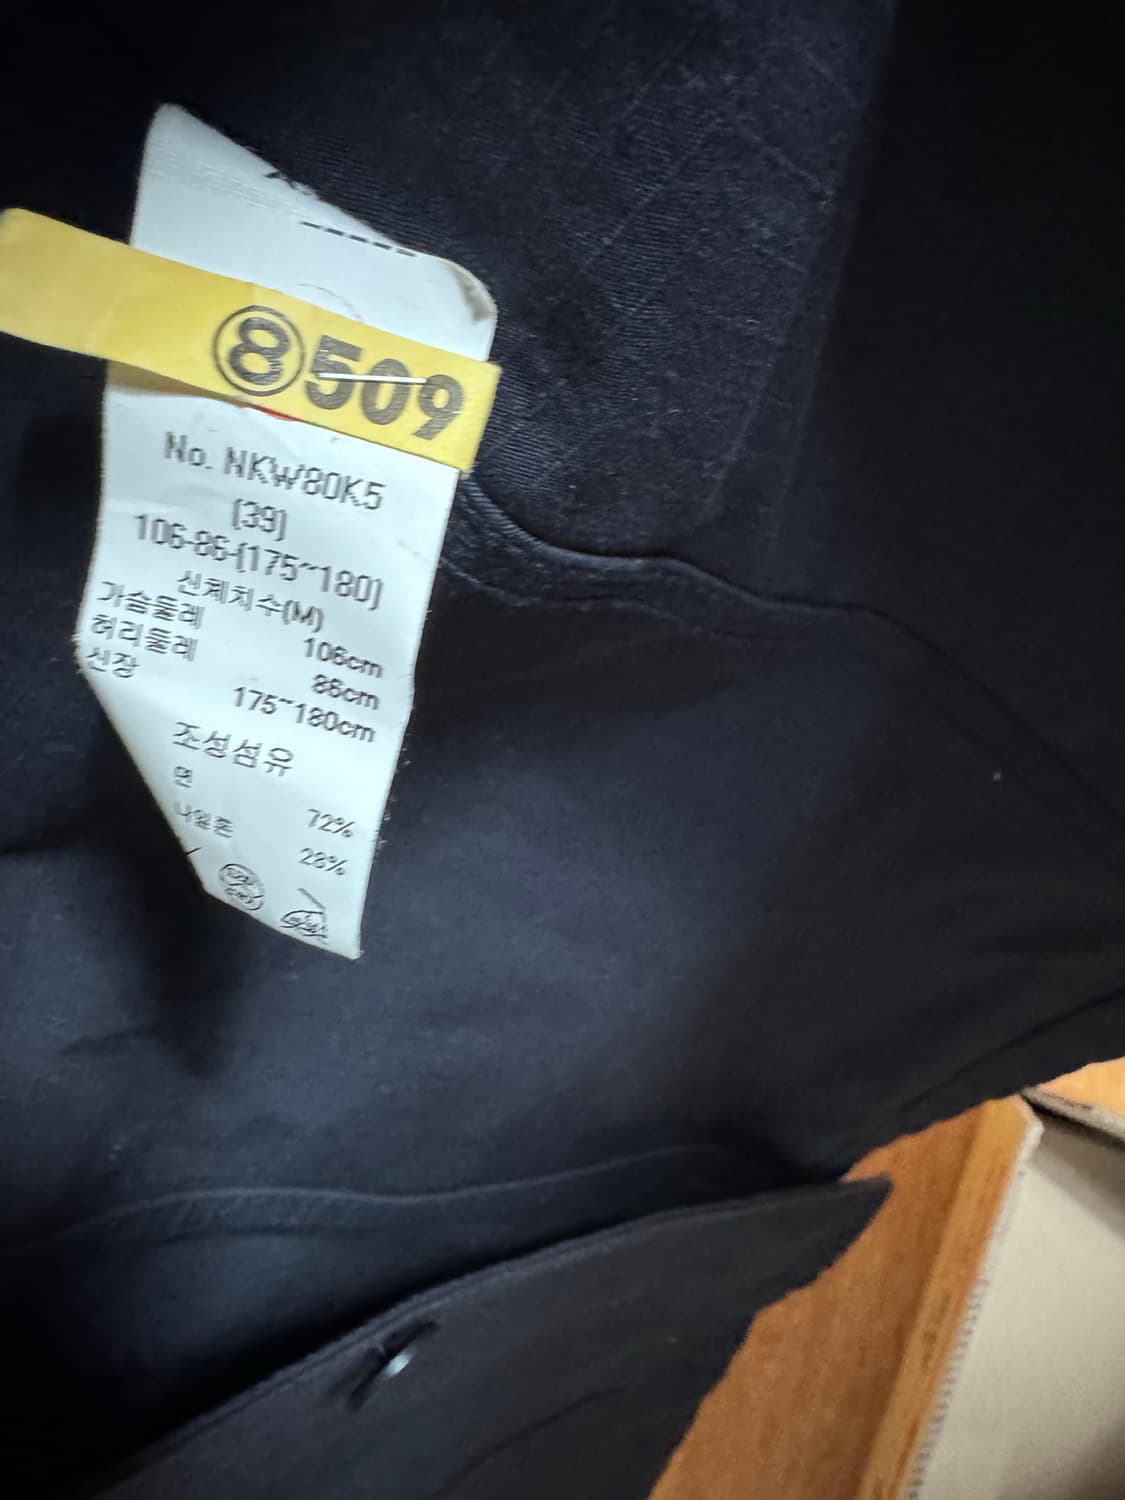 ⑧509
No. NKW80K5
(39)
106-86-(175~180)
신체치수(M)
가슴둘레 106cm
허리둘레 86cm
신장 175~180cm
조성섬유
면 72%
나일론 28%